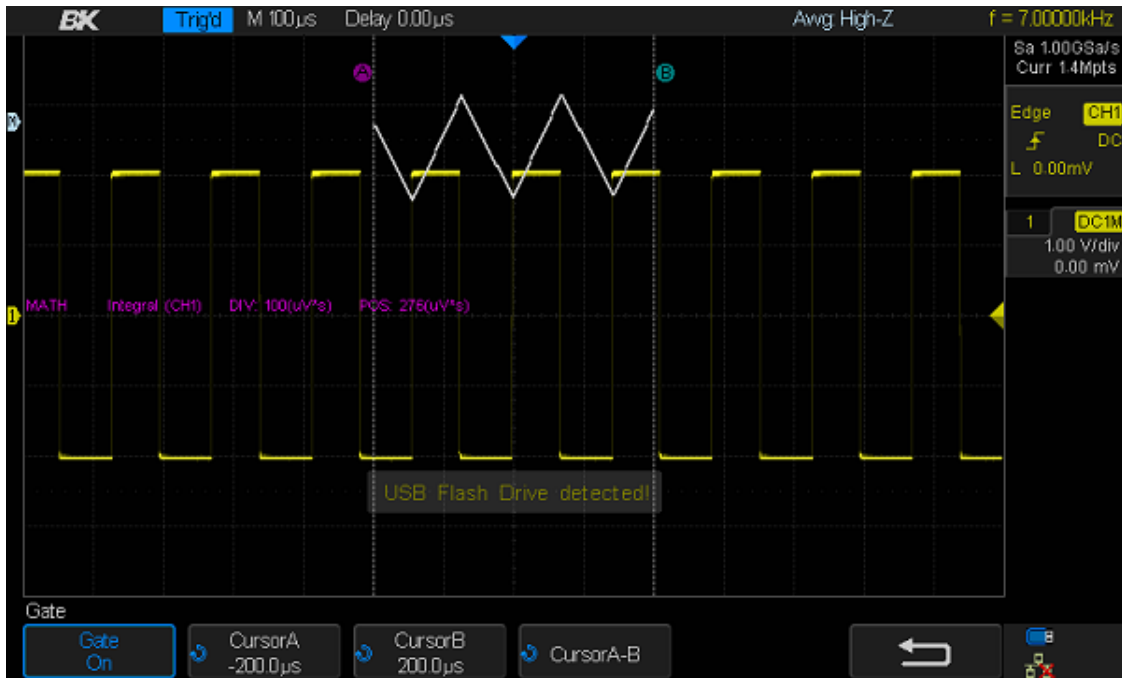 BK Trig'd M 100µs Delay 0.00µs Awg: High-Z f = 7.00000kHz
Sa 1.00GSa/s
Curr 1.4Mpts
A B
M
Edge CH1
DC
L 0.00mV
1 DC1M
1.00 V/div
0.00 mV
1
MATH Integral (CH1) DIV: 100(uV*s) POS: 276(uV*s)
USB Flash Drive detected!
Gate
Gate
On
CursorA
-200.0µs
CursorB
200.0µs
CursorA-B